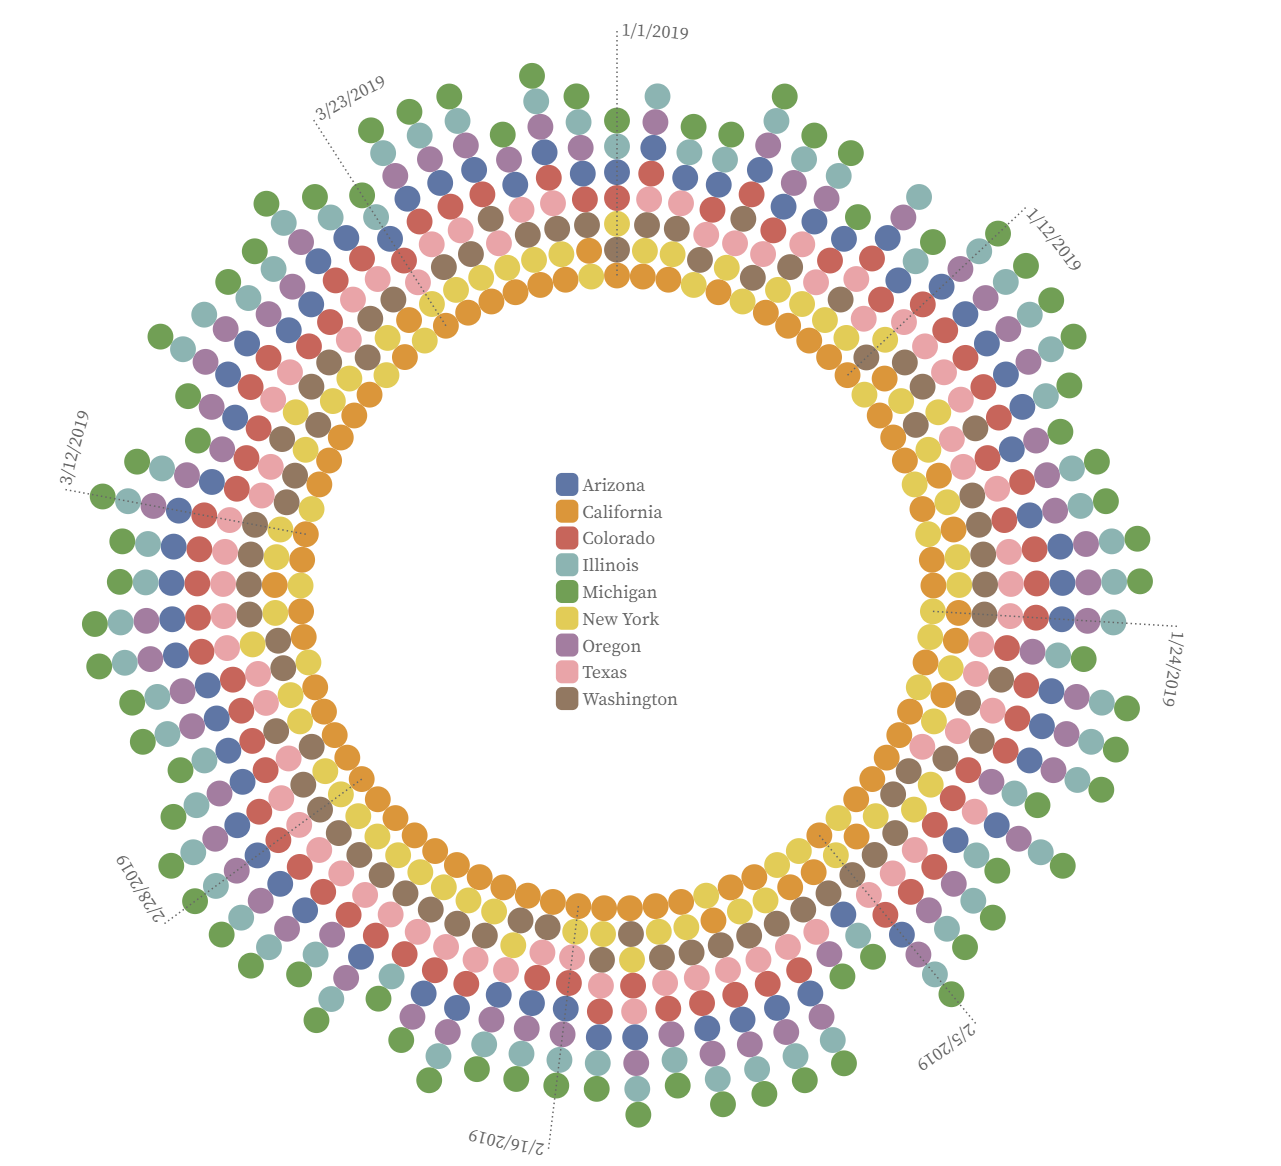 1/1/2019
1/12/2019
1/24/2019
2/5/2019
2/16/2019
2/28/2019
3/12/2019
3/23/2019
Arizona
California
Colorado
Illinois
Michigan
New York
Oregon
Texas
Washington